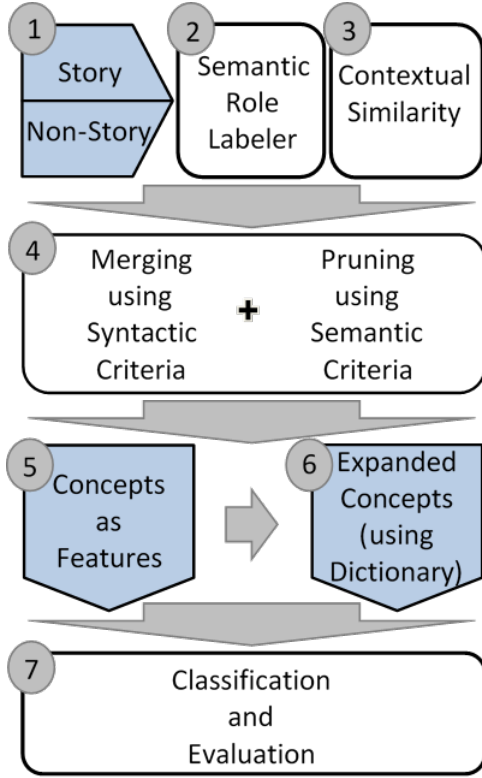 1
Story
Non-Story
2
Semantic
Role
Labeler
3
Contextual
Similarity
4
Merging
using
Syntactic
Criteria
+
Pruning
using
Semantic
Criteria
5
Concepts
as
Features
6
Expanded
Concepts
(using
Dictionary)
7
Classification
and
Evaluation